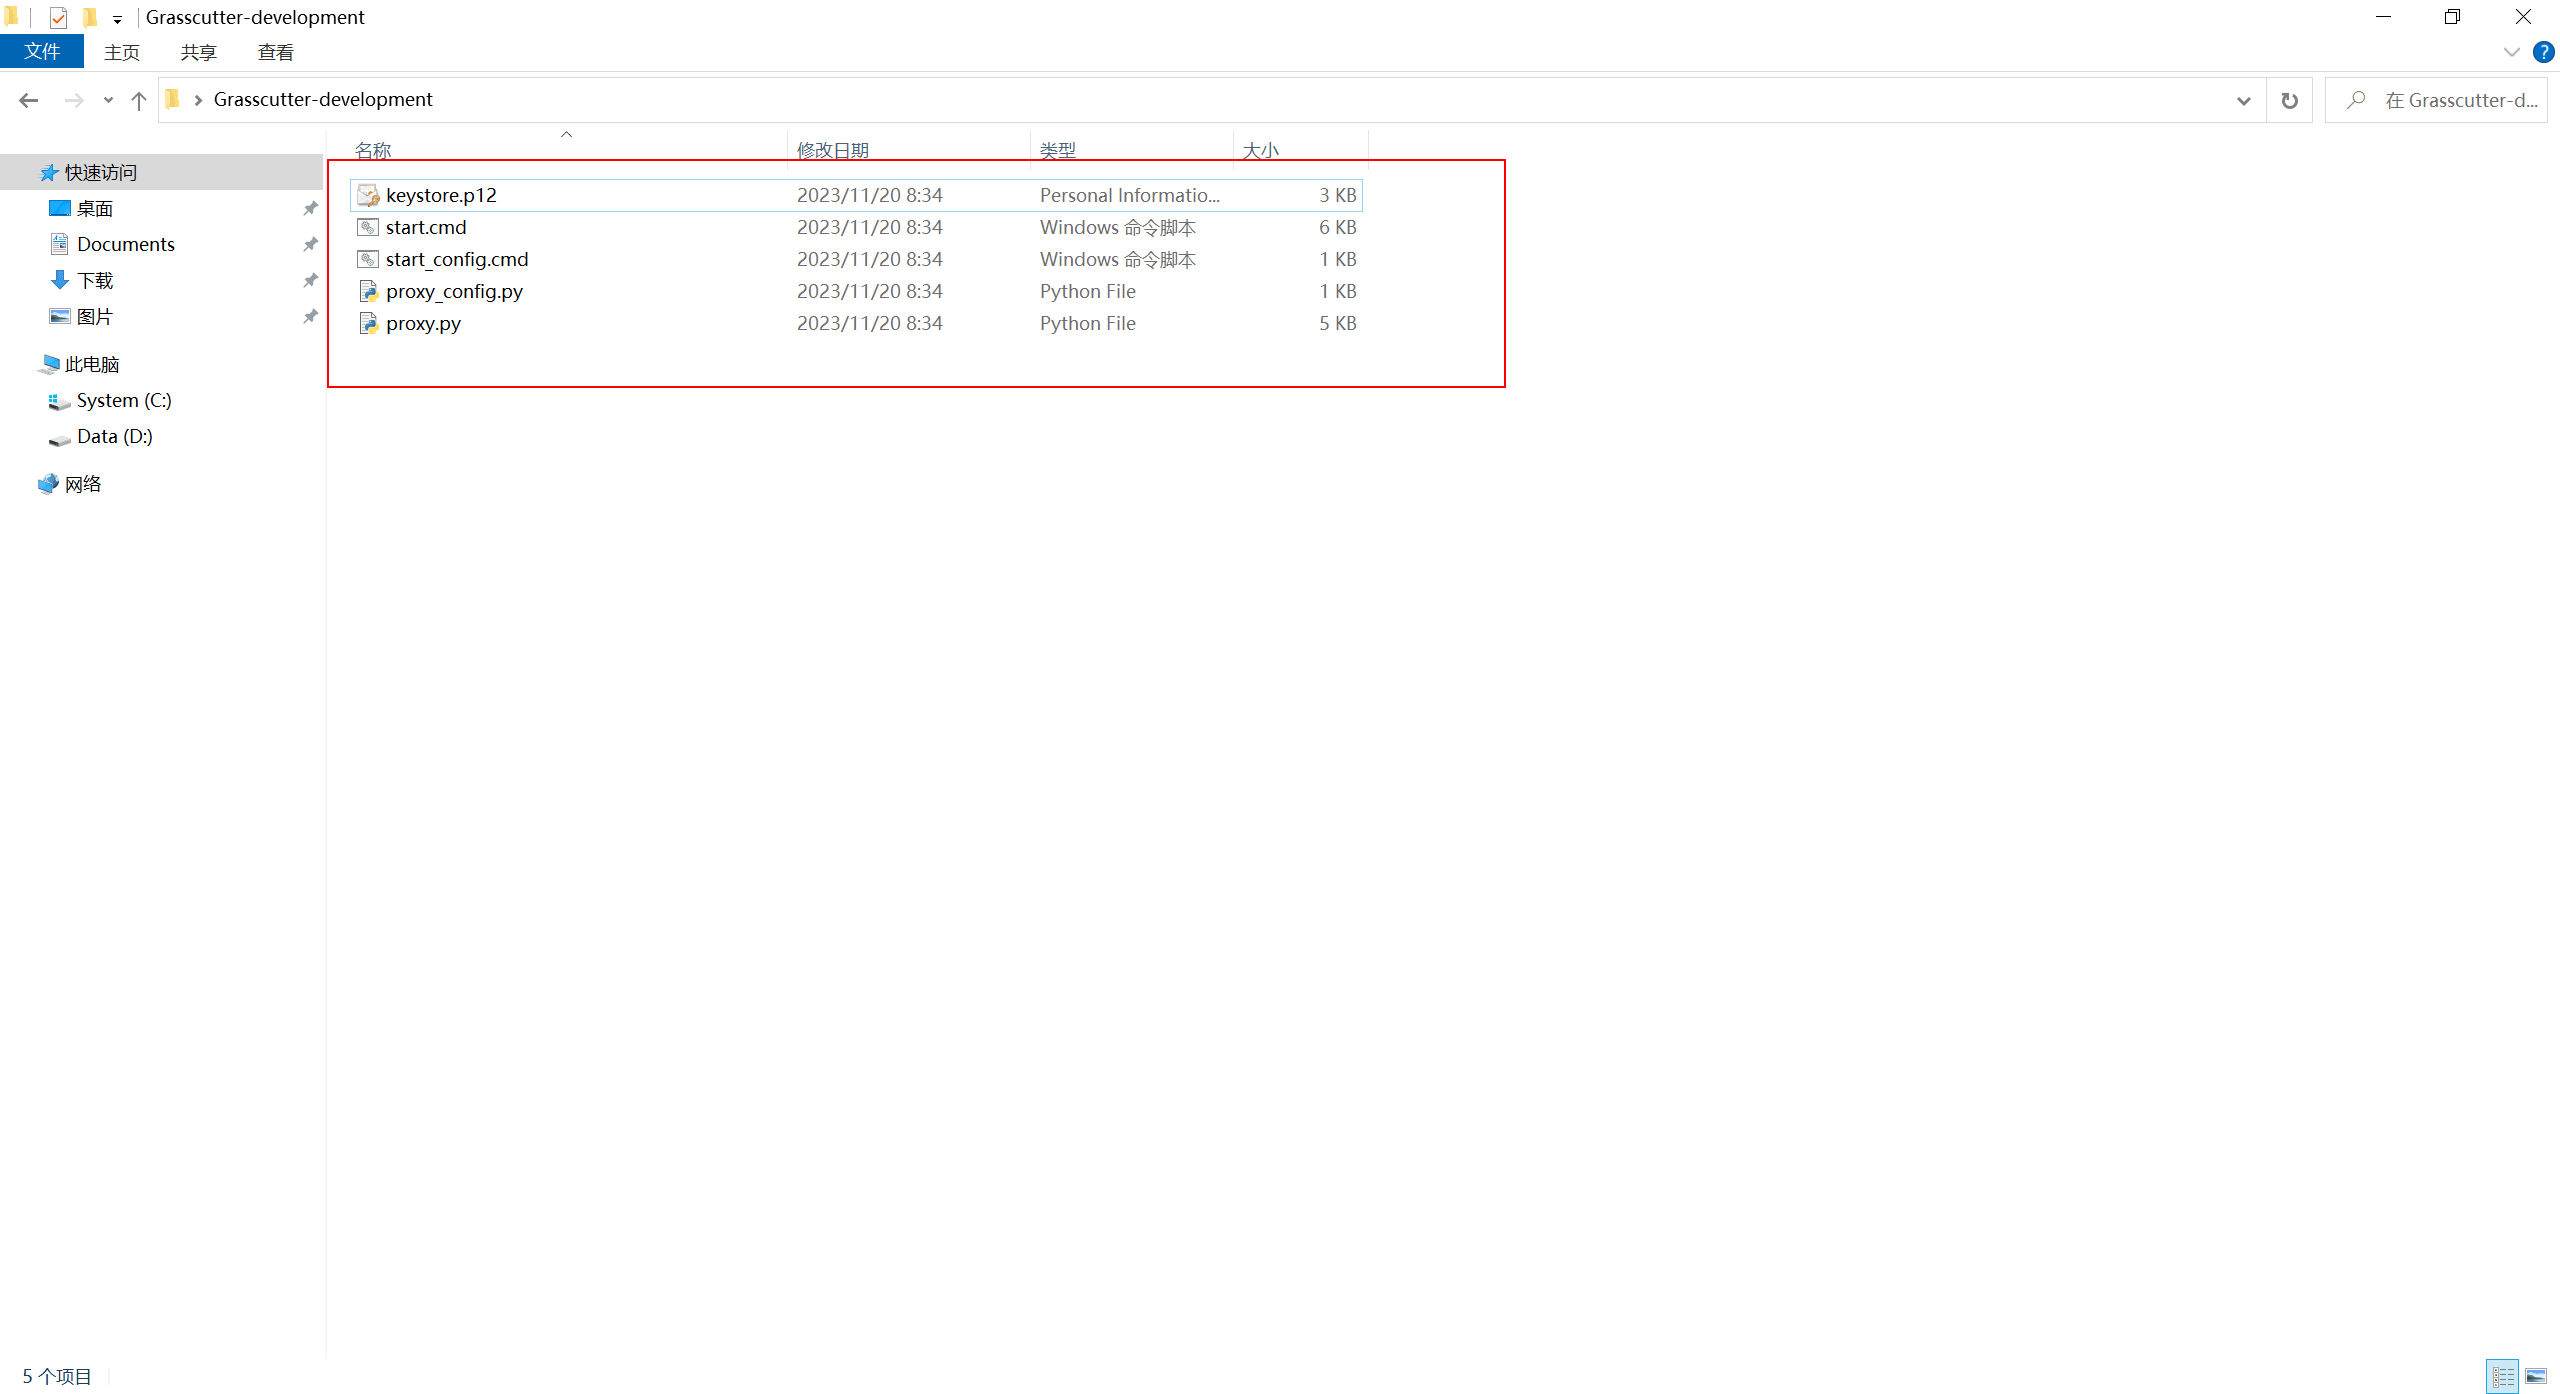 Grasscutter-development
文件 主页 共享 查看
Grasscutter-development
在 Grasscutter-d...
名称 修改日期 类型 大小
快速访问
桌面
Documents
下载
图片
此电脑
System (C:)
Data (D:)
网络
keystore.p12 2023/11/20 8:34 Personal Informatio... 3 KB
start.cmd 2023/11/20 8:34 Windows 命令脚本 6 KB
start_config.cmd 2023/11/20 8:34 Windows 命令脚本 1 KB
proxy_config.py 2023/11/20 8:34 Python File 1 KB
proxy.py 2023/11/20 8:34 Python File 5 KB
5 个项目